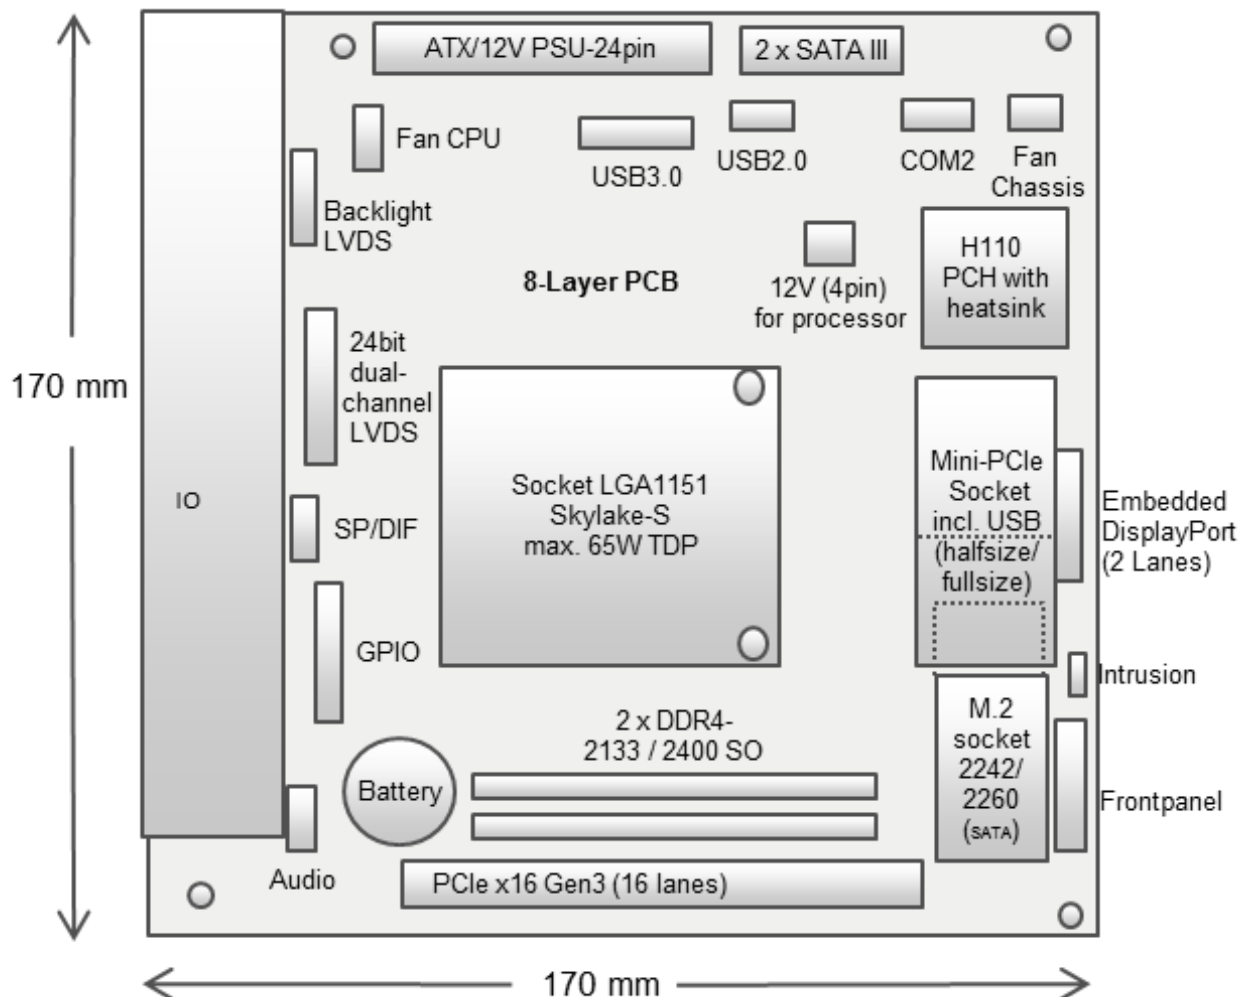 ATX/12V PSU-24pin
2 x SATA III
Fan CPU
USB3.0
USB2.0
COM2
Fan
Chassis
Backlight
LVDS
8-Layer PCB
12V (4pin)
for processor
H110
PCH with
heatsink
170 mm
24bit
dual-
channel
LVDS
IO
SP/DIF
Socket LGA1151
Skylake-S
max. 65W TDP
Mini-PCIe
Socket
incl. USB
(halfsize/
fullsize)
Embedded
DisplayPort
(2 Lanes)
GPIO
Intrusion
2 x DDR4-
2133 / 2400 SO
M.2
socket
2242/
2260
(SATA)
Battery
Frontpanel
Audio
PCIe x16 Gen3 (16 lanes)
170 mm